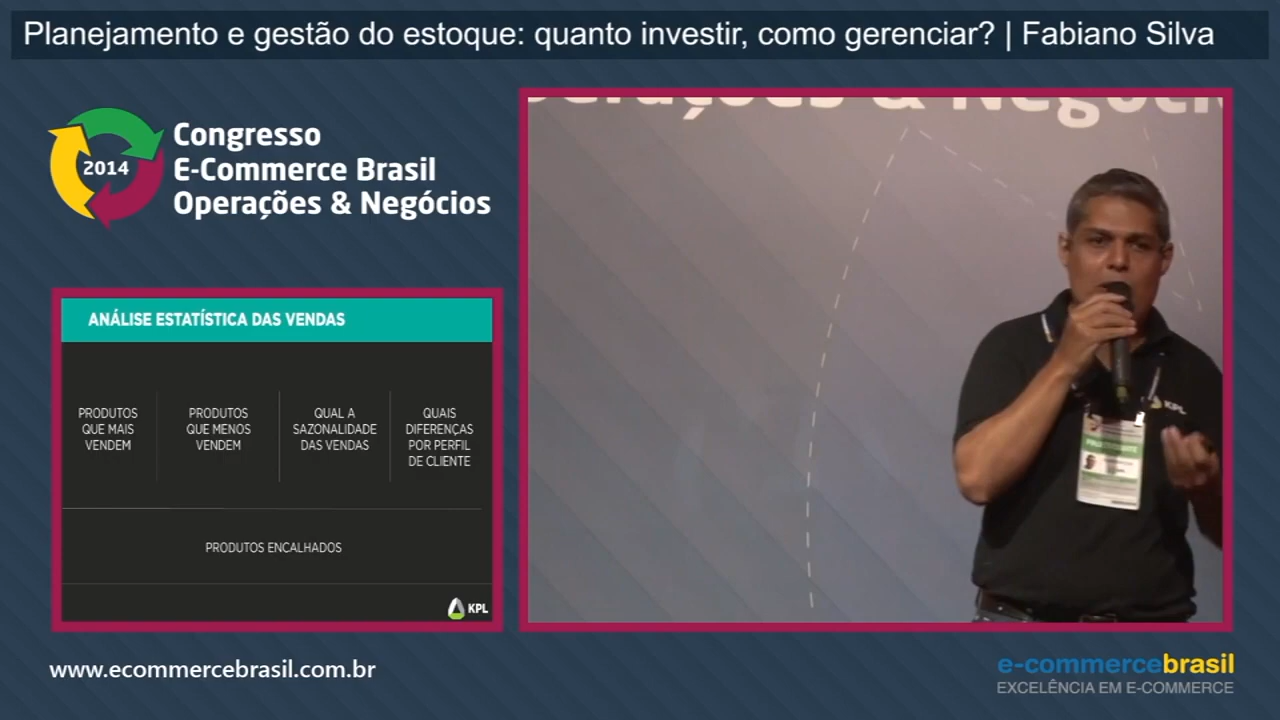 Planejamento e gestão do estoque: quanto investir, como gerenciar? | Fabiano Silva
2014
Congresso
E-Commerce Brasil
Operações & Negócios
ANÁLISE ESTATÍSTICA DAS VENDAS
PRODUTOS
QUE MAIS
VENDEM
PRODUTOS
QUE MENOS
VENDEM
QUAL A
SAZONALIDADE
DAS VENDAS
QUAIS
DIFERENÇAS
POR PERFIL
DE CLIENTE
PRODUTOS ENCALHADOS
KPL
KPL
www.ecommercebrasil.com.br
e-commercebrasil
EXCELÊNCIA EM E-COMMERCE